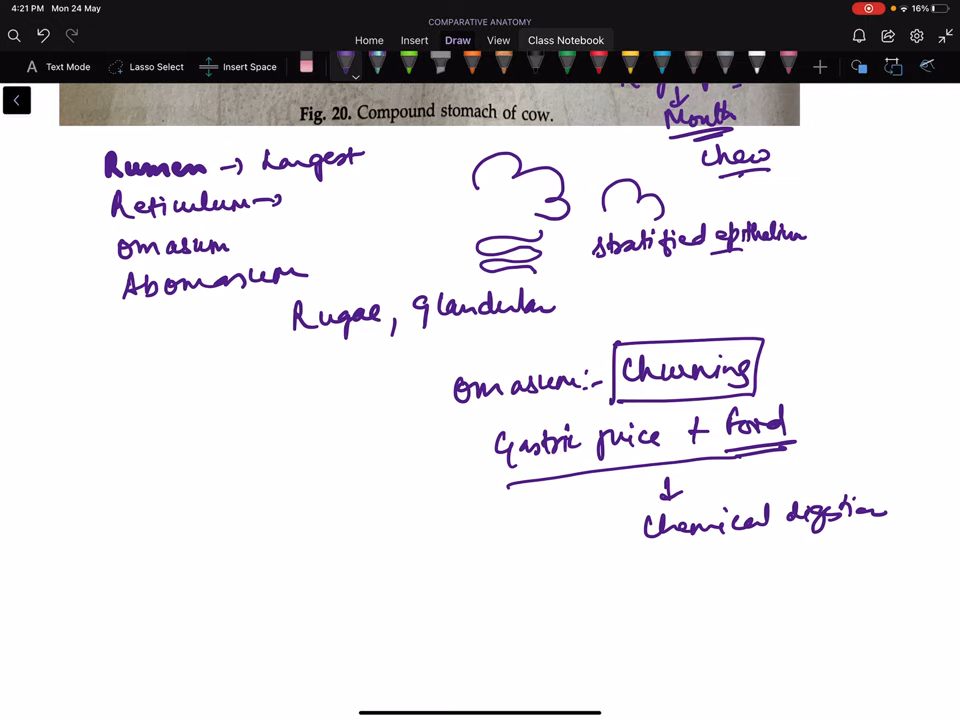 4:21 PM Mon 24 May
16%
COMPARATIVE ANATOMY
Home Insert Draw View Class Notebook
Text Mode Lasso Select Insert Space
Fig. 20. Compound stomach of cow.
Mouth
Chew
Rumen → Largest
Reticulum →
Omasum
Abomasum
stratified epithelium
Rugae, Glandular
Omasum:- Churning
Gastric juice + Food
↓
Chemical digestion